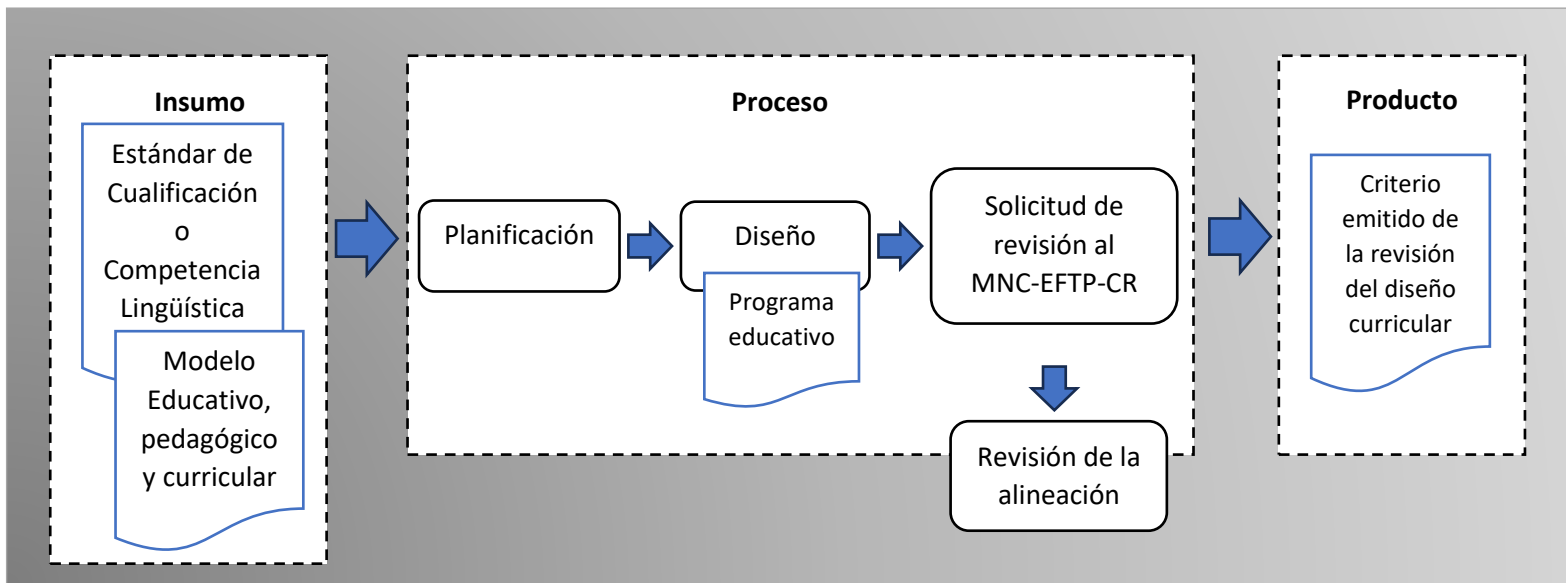 Insumo
Estándar de
Cualificación
o
Competencia
Lingüística
Modelo
Educativo,
pedagógico
y curricular
Proceso
Planificación
Diseño
Programa
educativo
Solicitud de
revisión al
MNC-EFTP-CR
Revisión de la
alineación
Producto
Criterio
emitido de
la revisión
del diseño
curricular